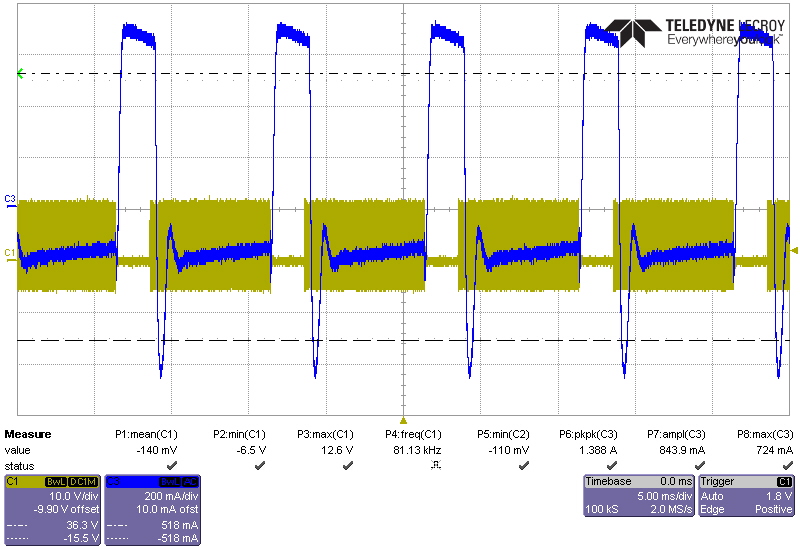 TELEDYNE LECROY
Everywhereyoulook™
C3
C1
Measure P1:mean(C1) P2:min(C1) P3:max(C1) P4:freq(C1) P5:min(C2) P6:pkpk(C3) P7:ampl(C3) P8:max(C3)
value -140 mV -6.5 V 12.6 V 81.13 kHz -110 mV 1.388 A 843.9 mA 724 mA
status
C1 BwL DC1M
10.0 V/div
-9.90 V offset
36.3 V
-15.5 V
C3 BwL AC
200 mA/div
10.0 mA ofst
518 mA
-518 mA
Timebase 0.0 ms
5.00 ms/div
100 kS 2.0 MS/s
Trigger C1
Auto 1.8 V
Edge Positive